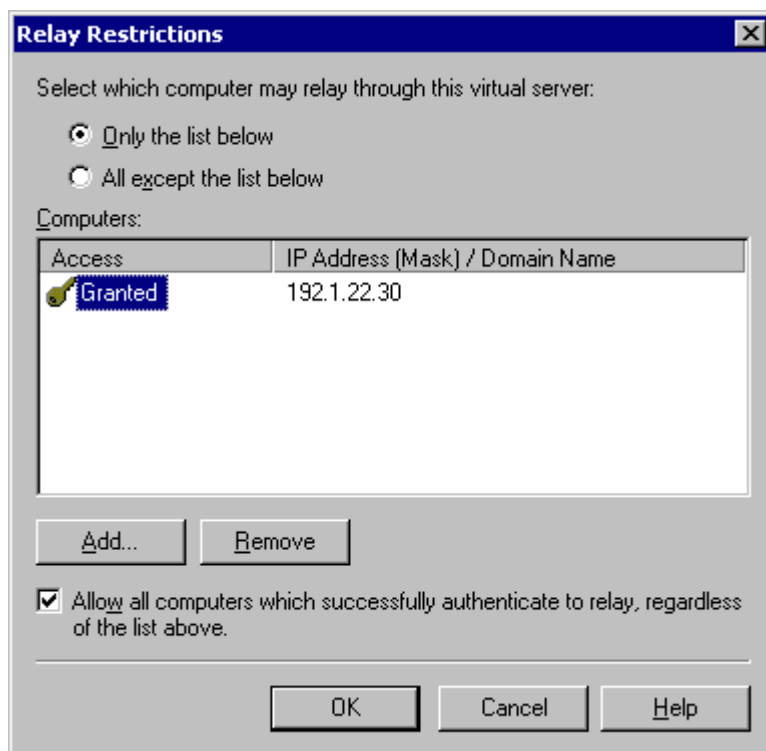 Relay Restrictions
Select which computer may relay through this virtual server:
Only the list below
All except the list below
Computers:
Access IP Address (Mask) / Domain Name
Granted 192.1.22.30
Add... Remove
Allow all computers which successfully authenticate to relay, regardless
of the list above.
OK Cancel Help